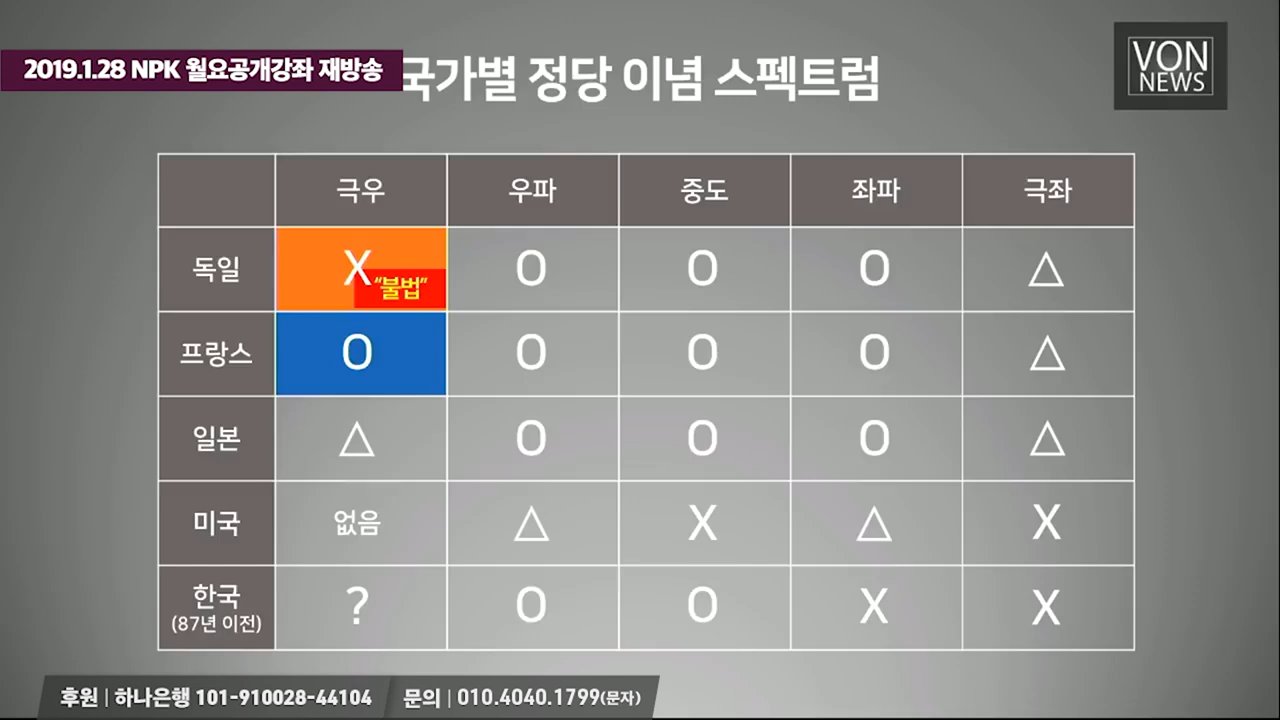 2019.1.28 NPK 월요공개강좌 재방송
국가별 정당 이념 스펙트럼
VON
NEWS
극우 우파 중도 좌파 극좌
독일 X "불법" O O O △
프랑스 O O O O △
일본 △ O O O △
미국 없음 △ X △ X
한국 (87년 이전) ? O O X X
후원 | 하나은행 101-910028-44104 문의 | 010.4040.1799(문자)